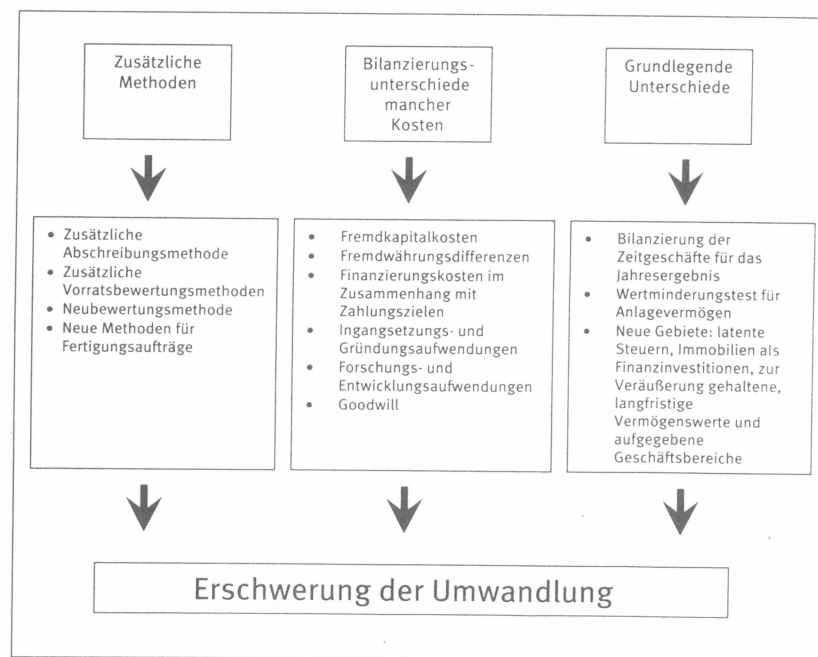 Zusätzliche
Methoden
Bilanzierungs-
unterschiede
mancher
Kosten
Grundlegende
Unterschiede
• Zusätzliche
Abschreibungsmethode
• Zusätzliche
Vorratsbewertungsmethoden
• Neubewertungsmethode
• Neue Methoden für
Fertigungsaufträge
• Fremdkapitalkosten
• Fremdwährungsdifferenzen
• Finanzierungskosten im
Zusammenhang mit
Zahlungszielen
• Ingangsetzungs- und
Gründungsaufwendungen
• Forschungs- und
Entwicklungsaufwendungen
• Goodwill
• Bilanzierung der
Zeitgeschäfte für das
Jahresergebnis
• Wertminderungstest für
Anlagevermögen
• Neue Gebiete: latente
Steuern, Immobilien als
Finanzinvestitionen, zur
Veräußerung gehaltene,
langfristige
Vermögenswerte und
aufgegebene
Geschäftsbereiche
Erschwerung der Umwandlung